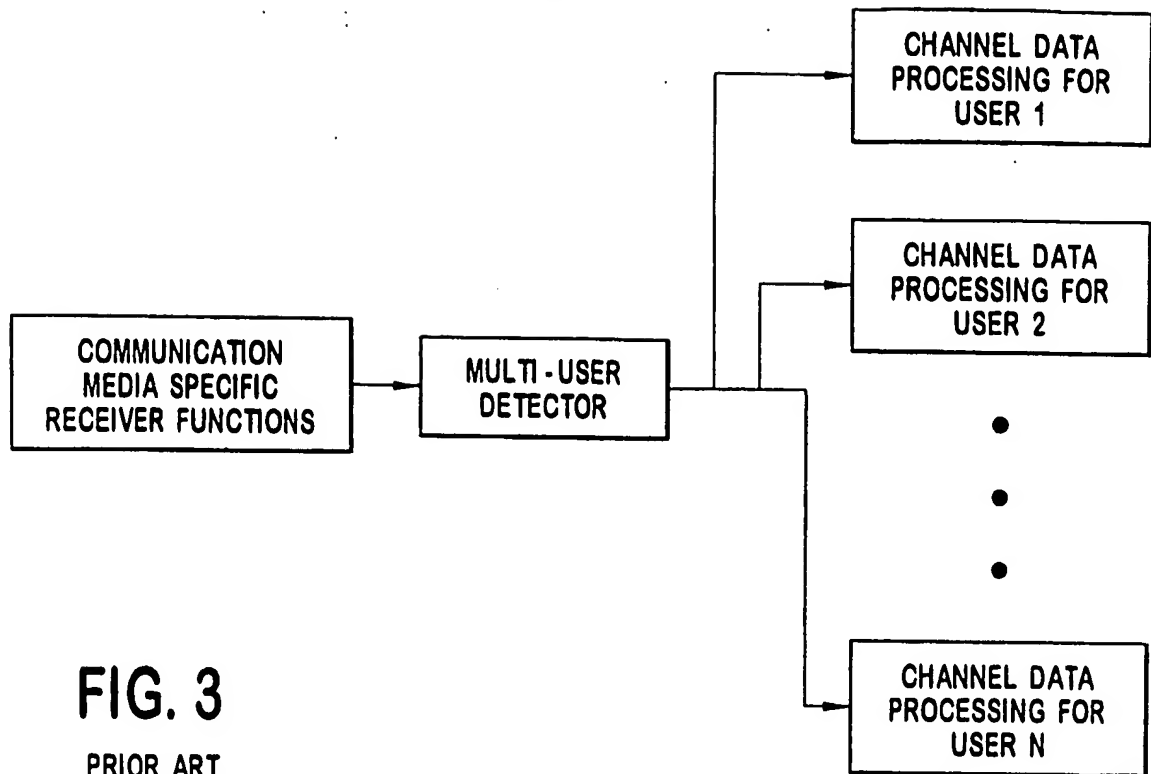 CHANNEL DATA
PROCESSING FOR
USER 1
CHANNEL DATA
PROCESSING FOR
USER 2
COMMUNICATION
MEDIA SPECIFIC
RECEIVER FUNCTIONS
MULTI-USER
DETECTOR
CHANNEL DATA
PROCESSING FOR
USER N
FIG. 3
PRIOR ART